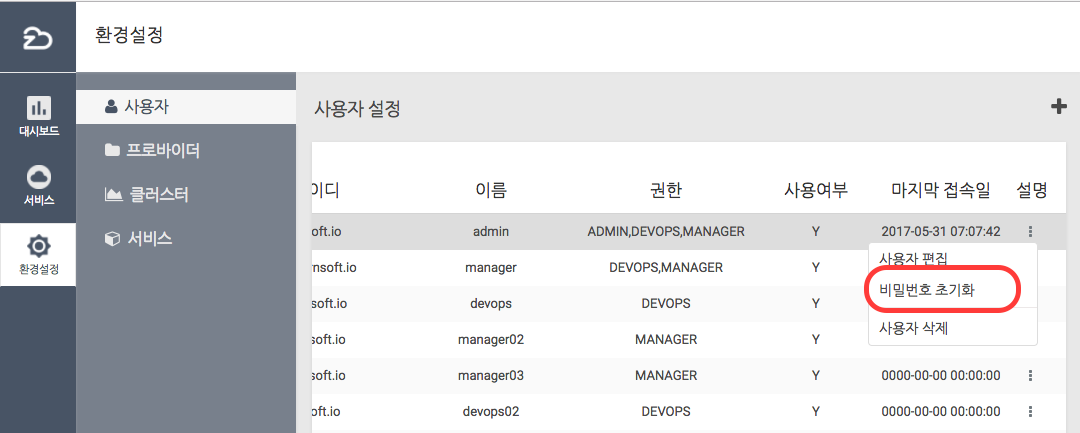 환경설정
대시보드
서비스
환경설정
사용자
프로바이더
클러스터
서비스
사용자 설정
이디 이름 권한 사용여부 마지막 접속일 설명
soft.io admin ADMIN,DEVOPS,MANAGER Y 2017-05-31 07:07:42
rnsoft.io manager DEVOPS,MANAGER Y
soft.io devops DEVOPS Y
soft.io manager02 MANAGER Y
soft.io manager03 MANAGER Y 0000-00-00 00:00:00
oft.io devops02 DEVOPS Y 0000-00-00 00:00:00
사용자 편집
비밀번호 초기화
사용자 삭제